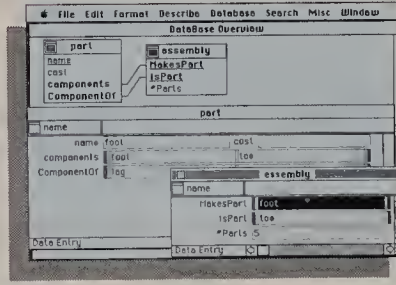 File Edit Format Describe Database Search Misc Window
DataBase Overview
part
name
cost
components
ComponentOf
assembly
MakesPart
IsPart
*Parts
part
name
name foot cost
components foot toe
ComponentOf leg
Data Entry
assembly
name
MakesPart foot
IsPart toe
*Parts 5
Data Entry